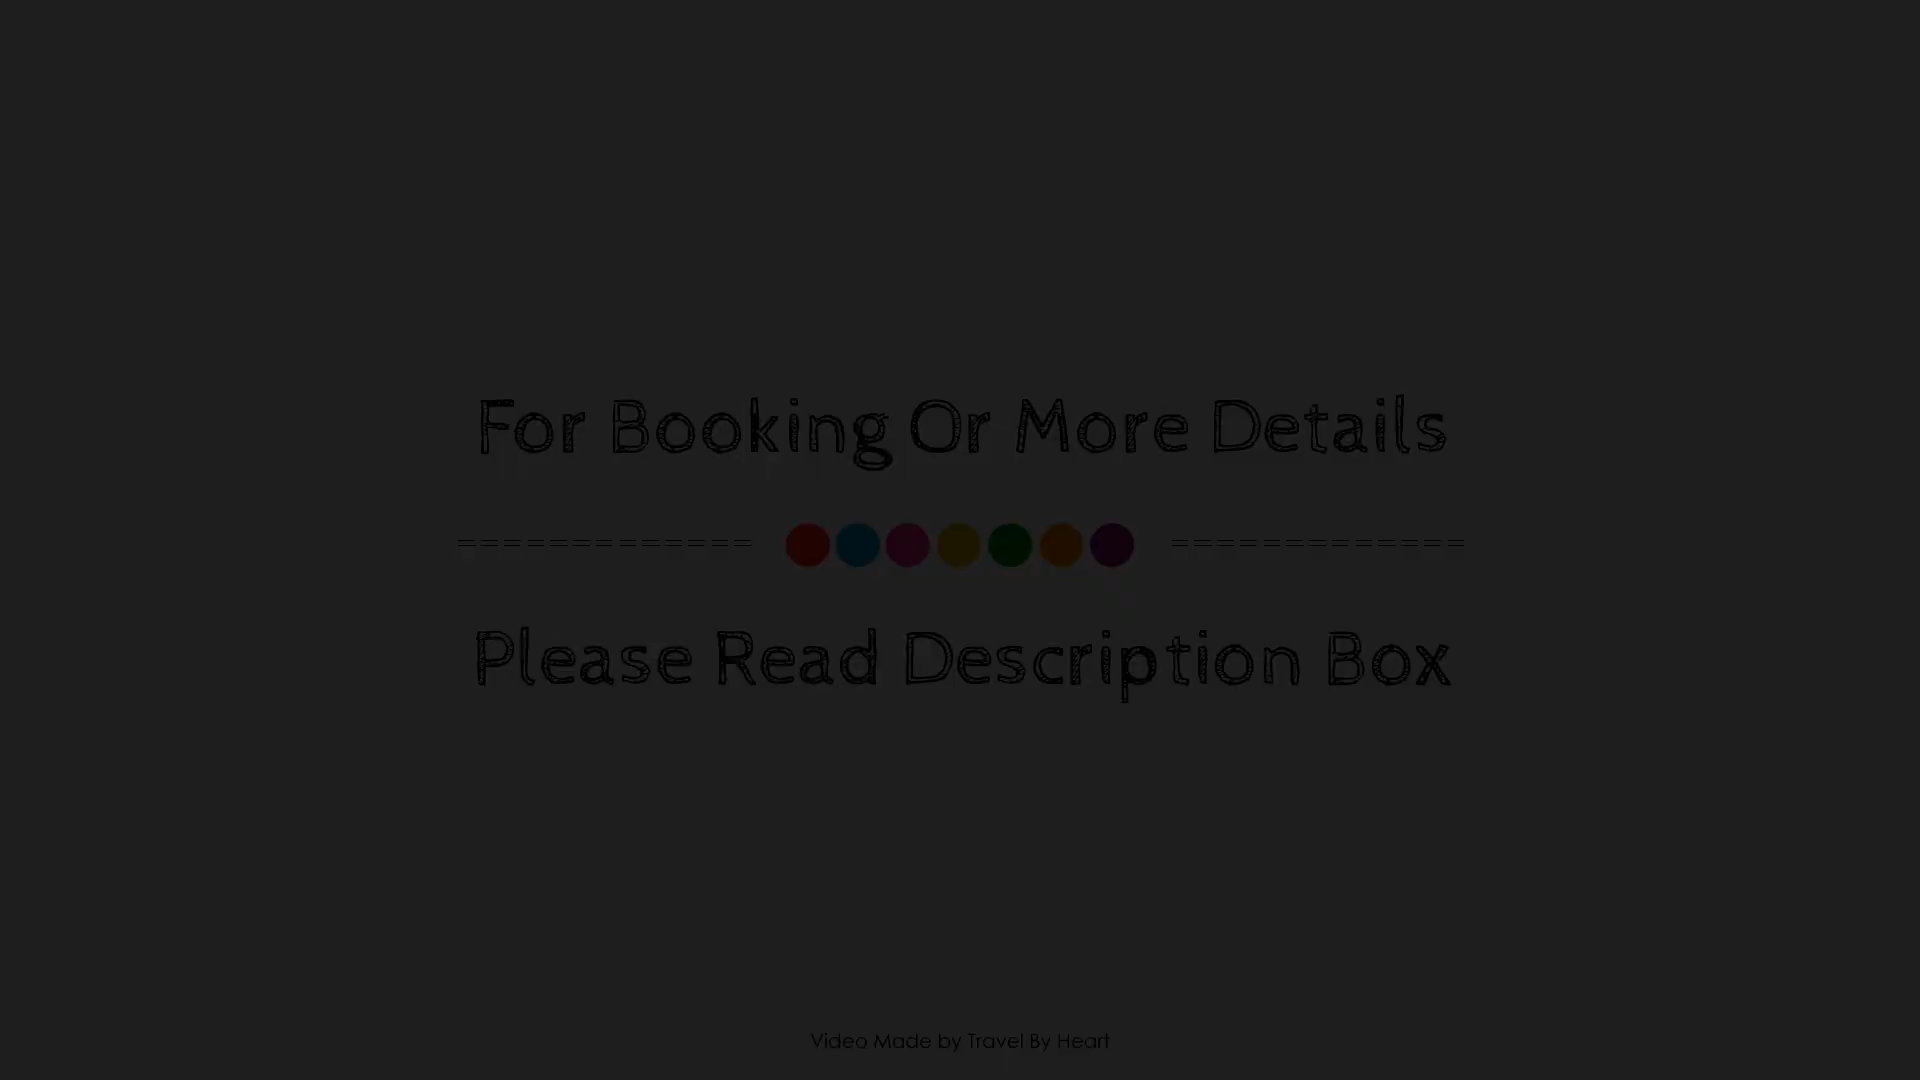 For Booking Or More Details
============= =============
Please Read Description Box
Video Made by Travel By Heart